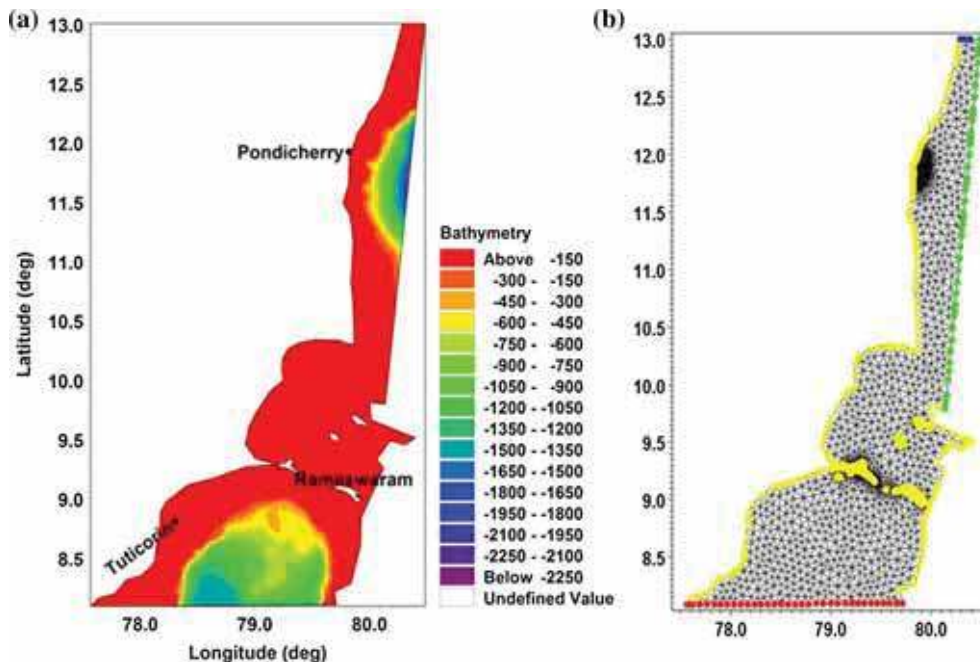 (a)
13.0
12.5
12.0
11.5
11.0
10.5
10.0
9.5
9.0
8.5
Latitude (deg)
78.0 79.0 80.0
Longitude (deg)
Pondicherry
Rameswaram
Tuticorin
Bathymetry
Above -150
-300 - -150
-450 - -300
-600 - -450
-750 - -600
-900 - -750
-1050 - -900
-1200 - -1050
-1350 - -1200
-1500 - -1350
-1650 - -1500
-1800 - -1650
-1950 - -1800
-2100 - -1950
-2250 - -2100
Below -2250
Undefined Value
(b)
13.0
12.5
12.0
11.5
11.0
10.5
10.0
9.5
9.0
8.5
78.0 79.0 80.0